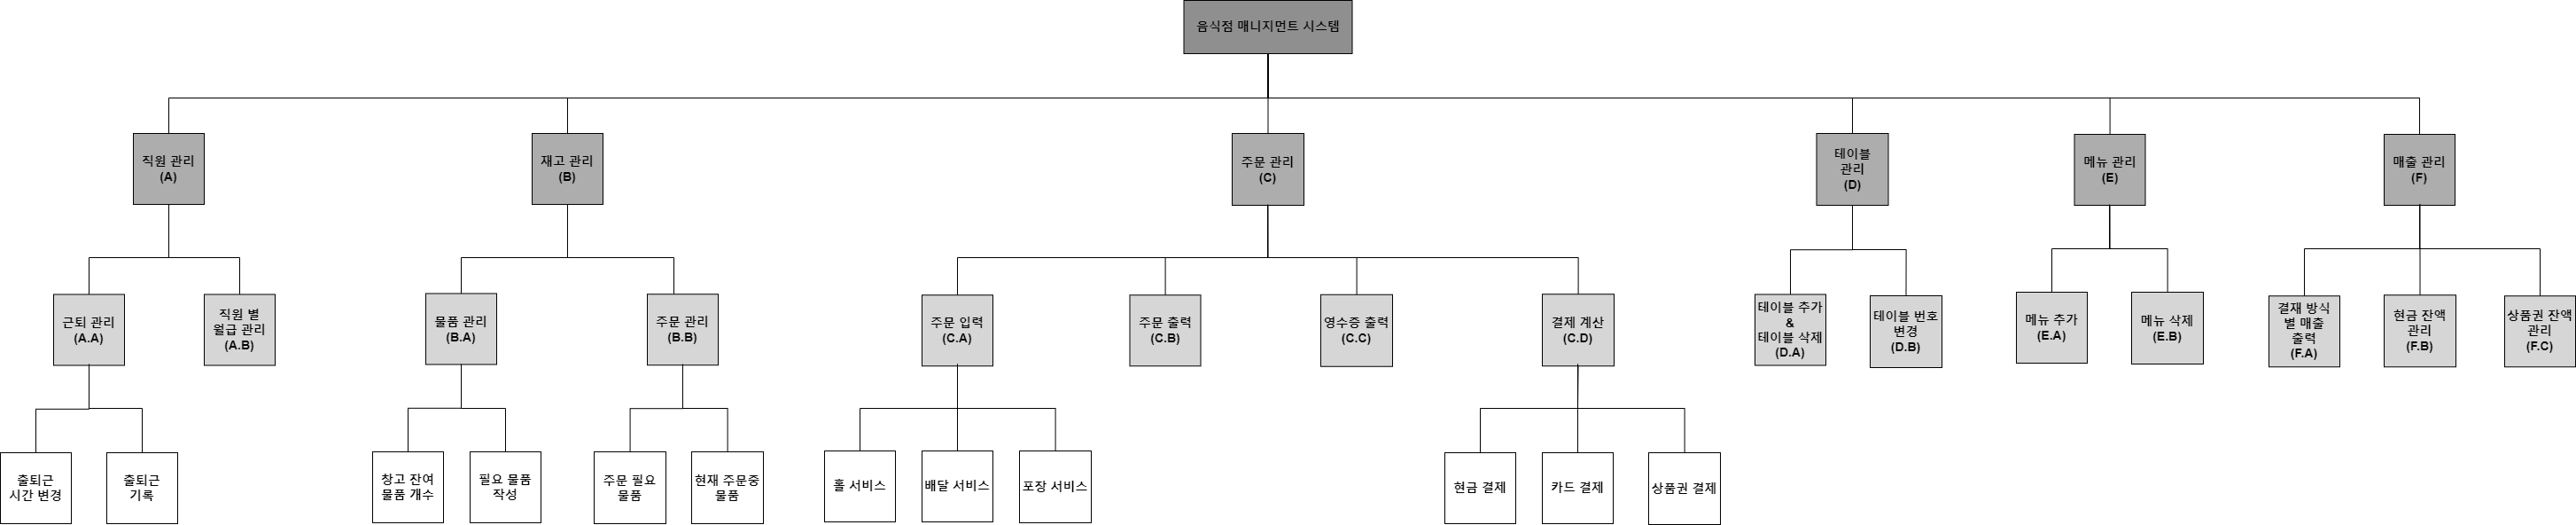 음식점 매니지먼트 시스템
직원 관리
(A)
재고 관리
(B)
주문 관리
(C)
테이블
관리
(D)
메뉴 관리
(E)
매출 관리
(F)
근퇴 관리
(A.A)
직원 별
월급 관리
(A.B)
물품 관리
(B.A)
주문 관리
(B.B)
주문 입력
(C.A)
주문 출력
(C.B)
영수증 출력
(C.C)
결제 계산
(C.D)
테이블 추가
&
테이블 삭제
(D.A)
테이블 번호
변경
(D.B)
메뉴 추가
(E.A)
메뉴 삭제
(E.B)
결재 방식
별 매출
출력
(F.A)
현금 잔액
관리
(F.B)
상품권 잔액
관리
(F.C)
출퇴근
시간 변경
출퇴근
기록
창고 잔여
물품 개수
필요 물품
작성
주문 필요
물품
현재 주문중
물품
홀 서비스
배달 서비스
포장 서비스
현금 결제
카드 결제
상품권 결제